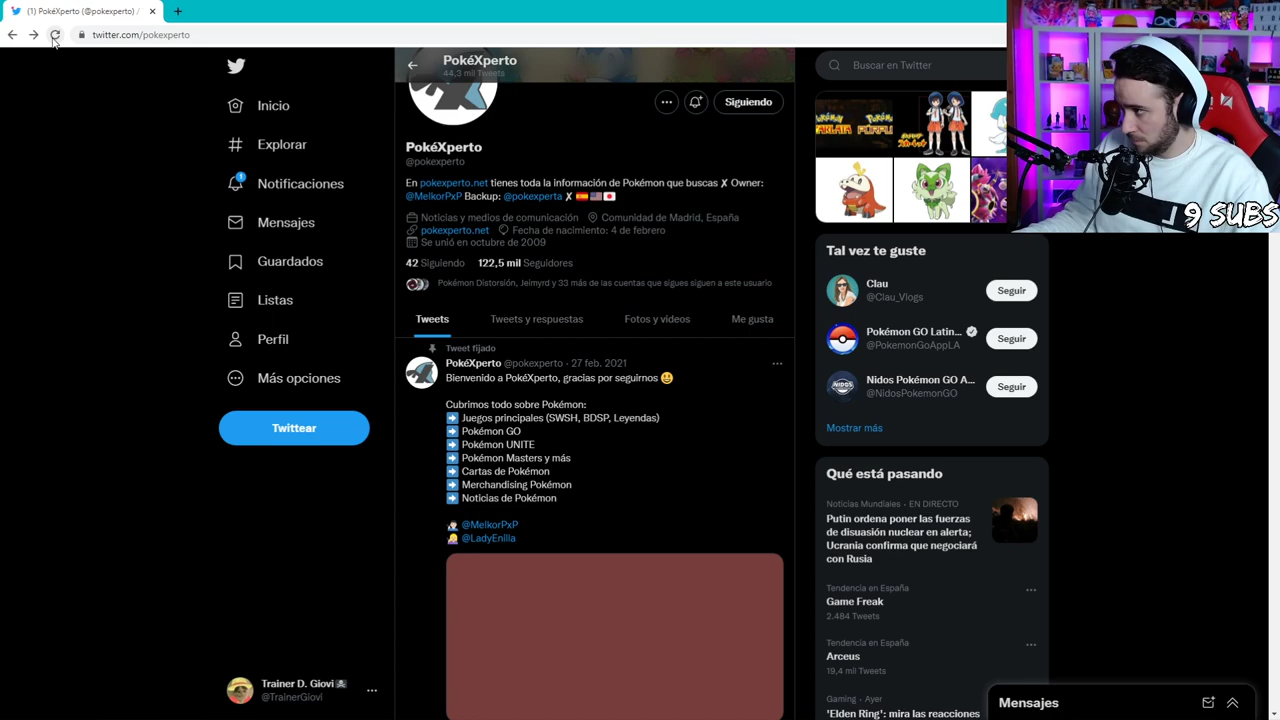 (1) PokéXperto (@pokexperto) /
twitter.com/pokexperto
Inicio
Explorar
1
Notificaciones
Mensajes
Guardados
Listas
Perfil
Más opciones
Twittear
Trainer D. Giovi
@TrainerGiovi
PokéXperto
44,3 mil Tweets
Siguiendo
PokéXperto
@pokexperto
En pokexperto.net tienes toda la información de Pokémon que buscas ✗ Owner:
@MelkorPxP Backup: @pokexperta ✗ 🇪🇸🇺🇸🇯🇵
Noticias y medios de comunicación Comunidad de Madrid, España
pokexperto.net Fecha de nacimiento: 4 de febrero
Se unió en octubre de 2009
42 Siguiendo 122,5 mil Seguidores
Pokémon Distorsión, Jelmyrd y 33 más de las cuentas que sigues siguen a este usuario
Tweets Tweets y respuestas Fotos y videos Me gusta
Tweet fijado
PokéXperto @pokexperto · 27 feb. 2021
Bienvenido a PokéXperto, gracias por seguirnos 😃
Cubrimos todo sobre Pokémon:
➡️ Juegos principales (SWSH, BDSP, Leyendas)
➡️ Pokémon GO
➡️ Pokémon UNITE
➡️ Pokémon Masters y más
➡️ Cartas de Pokémon
➡️ Merchandising Pokémon
➡️ Noticias de Pokémon
@MelkorPxP
@LadyEnilla
Buscar en Twitter
9 SUBS
Tal vez te guste
Clau
@Clau_Vlogs
Seguir
Pokémon GO Latin...
@PokemonGoAppLA
Seguir
Nidos Pokémon GO A...
@NidosPokemonGO
Seguir
Mostrar más
Qué está pasando
Noticias Mundiales · EN DIRECTO
Putin ordena poner las fuerzas
de disuasión nuclear en alerta;
Ucrania confirma que negociará
con Rusia
Tendencia en España
Game Freak
2.484 Tweets
Tendencia en España
Arceus
19,4 mil Tweets
Gaming · Ayer
'Elden Ring': mira las reacciones
Mensajes